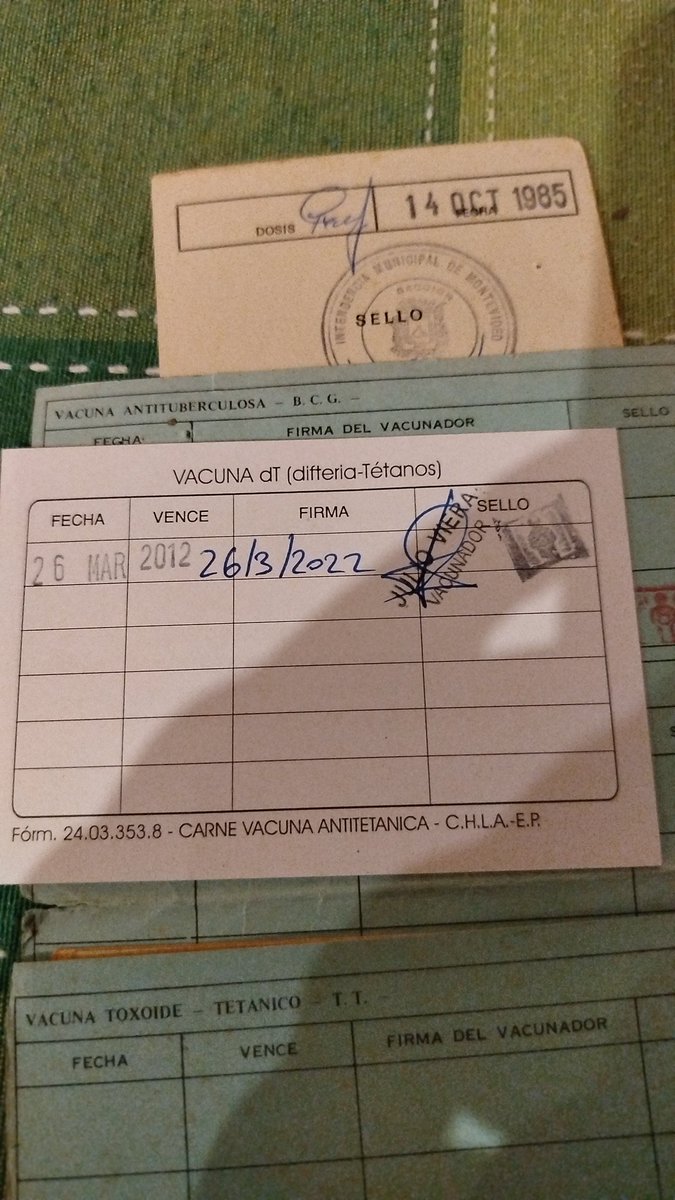 DOSIS
14 OCT 1985
FECHA
INTENDENCIA MUNICIPAL DE MONTEVIDEO
SECCION
SELLO
VACUNA ANTITUBERCULOSA – B. C. G. –
FECHA FIRMA DEL VACUNADOR SELLO
VACUNA dT (difteria-Tétanos)
FECHA VENCE FIRMA SELLO
26 MAR 2012 26/3/2022 JULIO VIERA
VACUNADOR
Fórm. 24.03.353.8 - CARNE VACUNA ANTITETANICA - C.H.L.A.-E.P.
VACUNA TOXOIDE – TETANICO – T. T. –
FECHA VENCE FIRMA DEL VACUNADOR